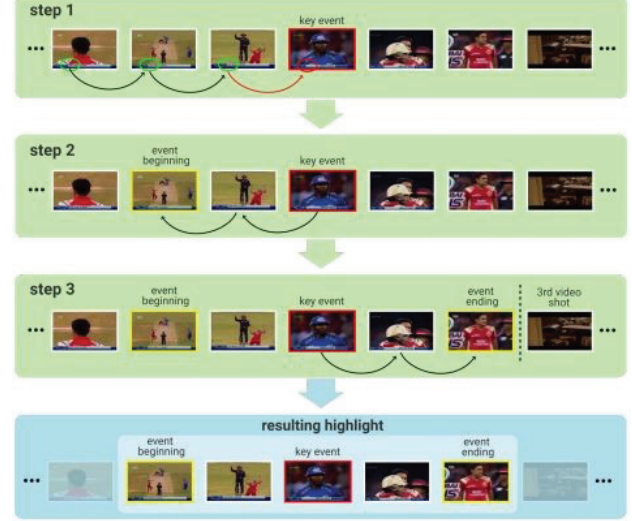 step 1
key event
step 2
event
beginning
key event
step 3
event
beginning
key event
event
ending
3rd video
shot
resulting highlight
event
beginning
key event
event
ending